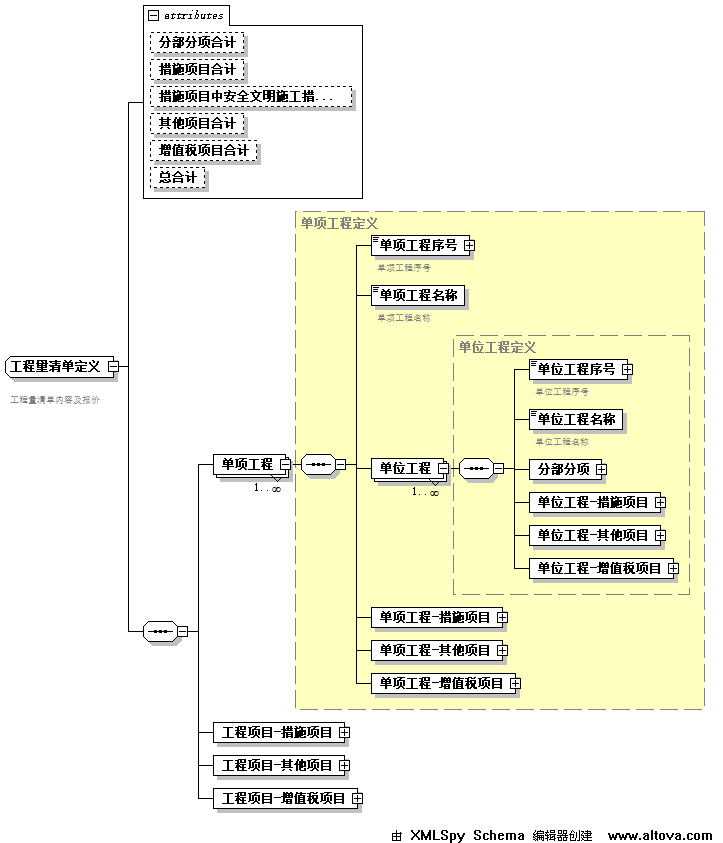 attributes
分部分项合计
措施项目合计
措施项目中安全文明施工措...
其他项目合计
增值税项目合计
总合计
单项工程定义
单项工程序号
单项工程序号
单项工程名称
单项工程名称
单位工程定义
单位工程序号
单位工程序号
单位工程名称
单位工程名称
工程量清单定义
工程量清单内容及报价
单项工程
1..∞
单位工程
1..∞
分部分项
单位工程-措施项目
单位工程-其他项目
单位工程-增值税项目
单项工程-措施项目
单项工程-其他项目
单项工程-增值税项目
工程项目-措施项目
工程项目-其他项目
工程项目-增值税项目
由 XMLSpy Schema 编辑器创建 www.altova.com